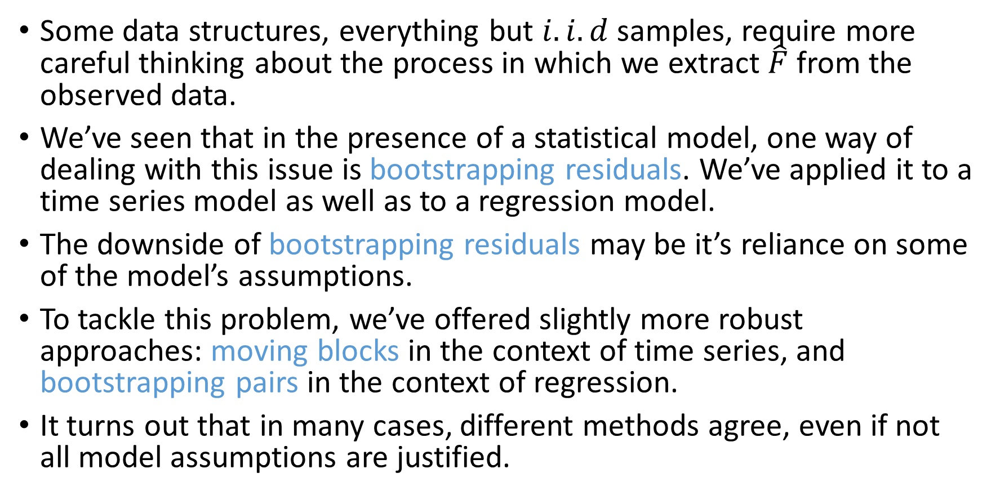 • Some data structures, everything but i.i.d samples, require more
careful thinking about the process in which we extract F̂ from the
observed data.
• We’ve seen that in the presence of a statistical model, one way of
dealing with this issue is bootstrapping residuals. We’ve applied it to a
time series model as well as to a regression model.
• The downside of bootstrapping residuals may be it’s reliance on some
of the model’s assumptions.
• To tackle this problem, we’ve offered slightly more robust
approaches: moving blocks in the context of time series, and
bootstrapping pairs in the context of regression.
• It turns out that in many cases, different methods agree, even if not
all model assumptions are justified.